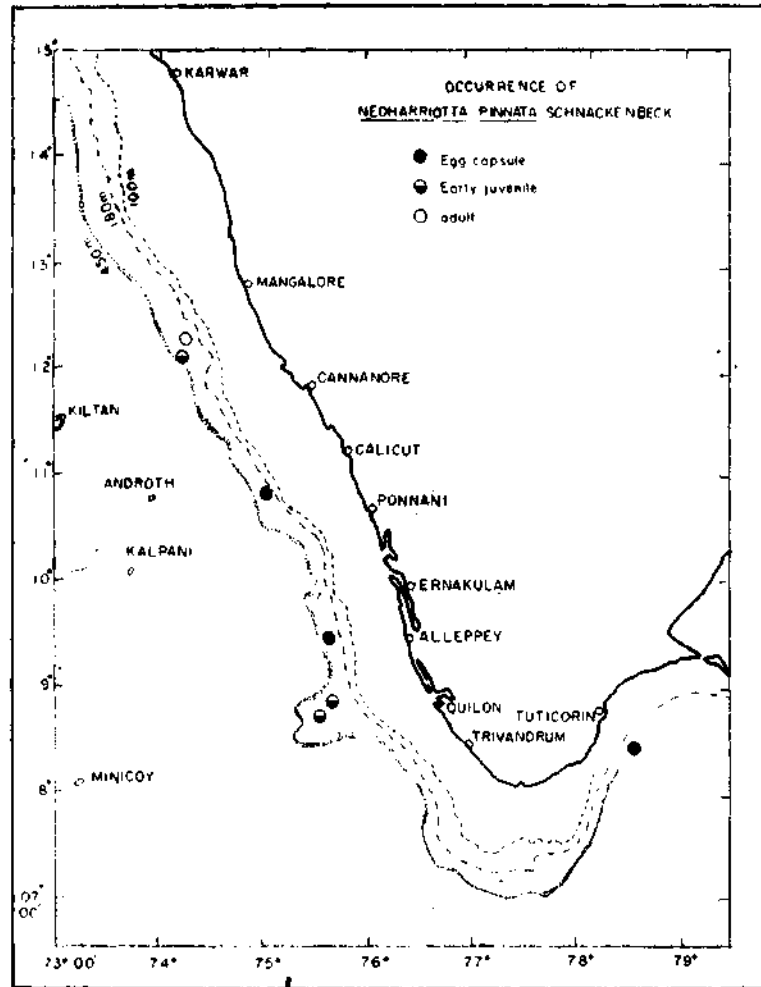 15°
KARWAR
OCCURRENCE OF
NEOHARRIOTTA PINNATA SCHNACKENBECK
Egg capsule
Early juvenile
adult
14°
100m
180m
13°
MANGALORE
12°
CANNANORE
KILTAN
CALICUT
11°
ANDROTH
PONNANI
KALPANI
10°
ERNAKULAM
ALLEPPEY
9°
QUILON
TUTICORIN
TRIVANDRUM
MINICOY
8°
07°
00'
73° 00'
74°
75°
76°
77°
78°
79°